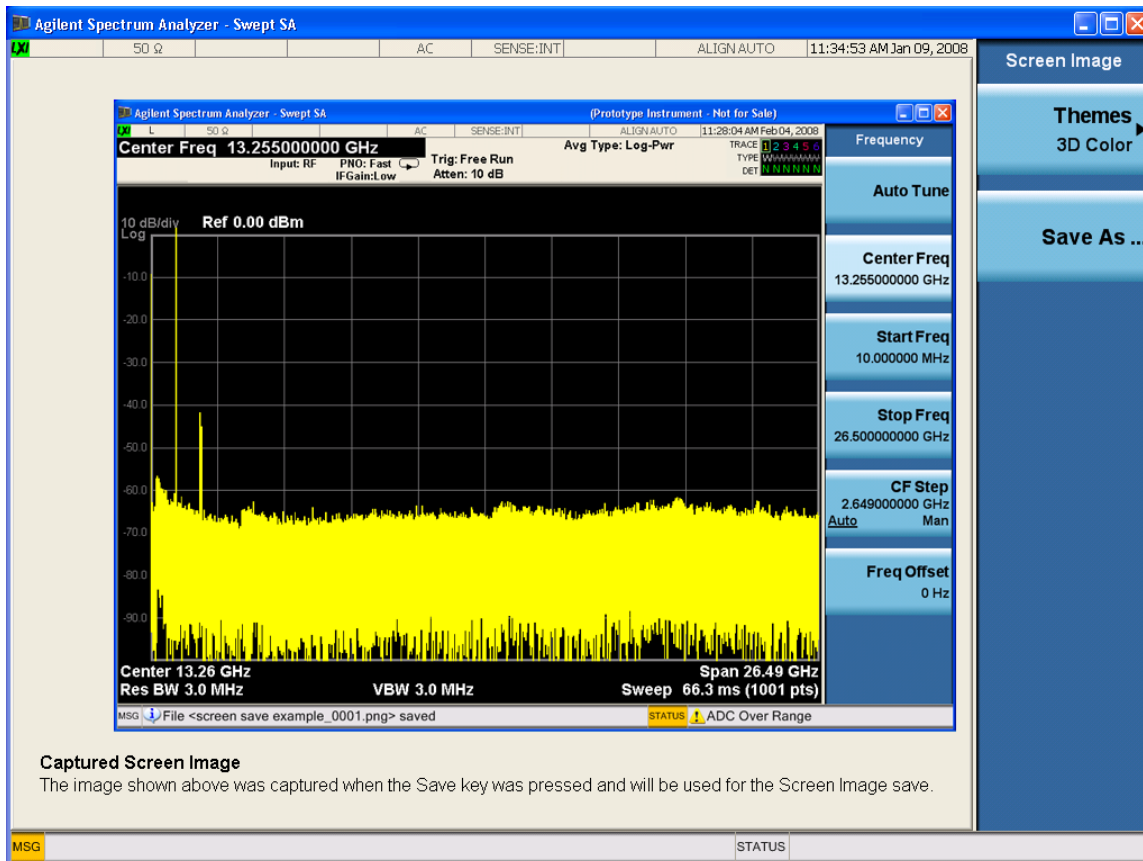 Agilent Spectrum Analyzer - Swept SA
LXI 50 Ω AC SENSE:INT ALIGN AUTO 11:34:53 AM Jan 09, 2008
Screen Image
Themes
3D Color
Save As ...
Agilent Spectrum Analyzer - Swept SA (Prototype Instrument - Not for Sale)
LXI L 50 Ω AC SENSE:INT ALIGN AUTO 11:28:04 AM Feb 04, 2008
Center Freq 13.255000000 GHz
Input: RF PNO: Fast
IFGain:Low
Trig: Free Run
Atten: 10 dB
Avg Type: Log-Pwr
TRACE 1 2 3 4 5 6
TYPE WWWWWW
DET N N N N N N
Frequency
Auto Tune
Center Freq
13.255000000 GHz
Start Freq
10.000000 MHz
Stop Freq
26.500000000 GHz
CF Step
2.649000000 GHz
Auto Man
Freq Offset
0 Hz
10 dB/div Ref 0.00 dBm
Log
-10.0
-20.0
-30.0
-40.0
-50.0
-60.0
-70.0
-80.0
-90.0
Center 13.26 GHz Span 26.49 GHz
Res BW 3.0 MHz VBW 3.0 MHz Sweep 66.3 ms (1001 pts)
MSG File <screen save example_0001.png> saved STATUS ADC Over Range
Captured Screen Image
The image shown above was captured when the Save key was pressed and will be used for the Screen Image save.
MSG STATUS